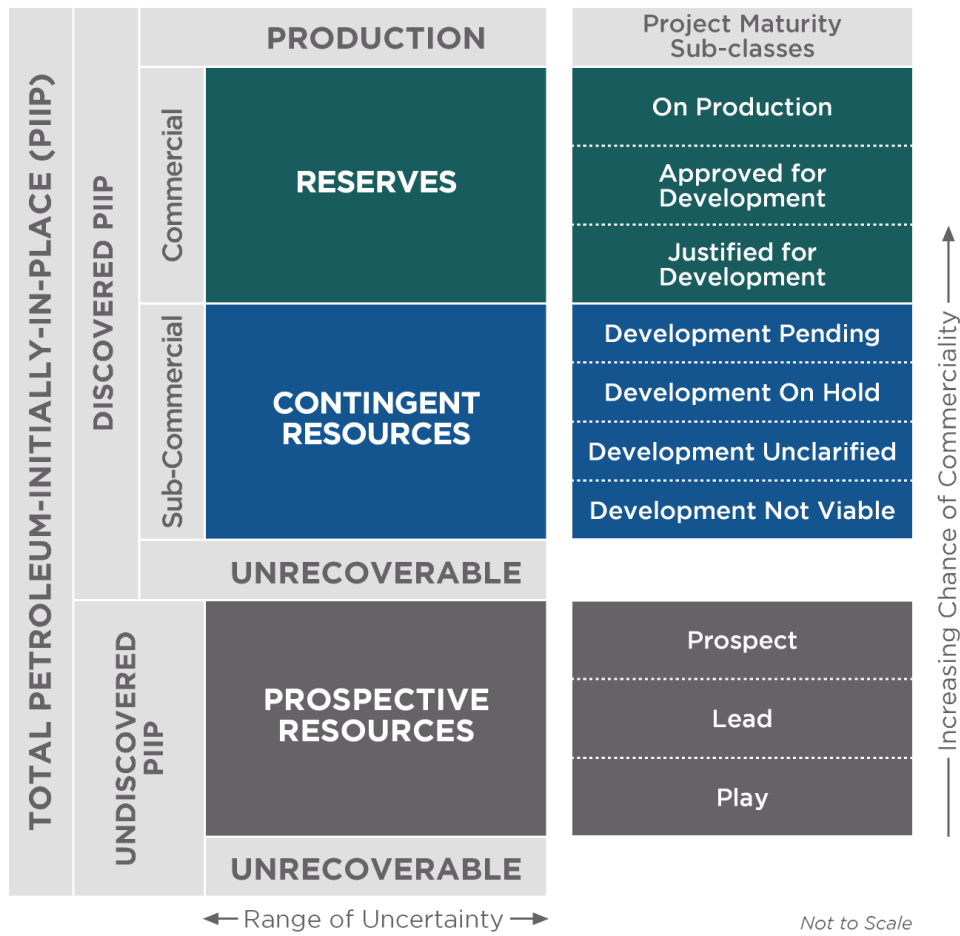 TOTAL PETROLEUM-INITIALLY-IN-PLACE (PIIP)
DISCOVERED PIIP
UNDISCOVERED
PIIP
Commercial
Sub-Commercial
PRODUCTION
RESERVES
CONTINGENT
RESOURCES
UNRECOVERABLE
PROSPECTIVE
RESOURCES
UNRECOVERABLE
Range of Uncertainty
Project Maturity
Sub-classes
On Production
Approved for
Development
Justified for
Development
Development Pending
Development On Hold
Development Unclarified
Development Not Viable
Prospect
Lead
Play
Increasing Chance of Commerciality
Not to Scale